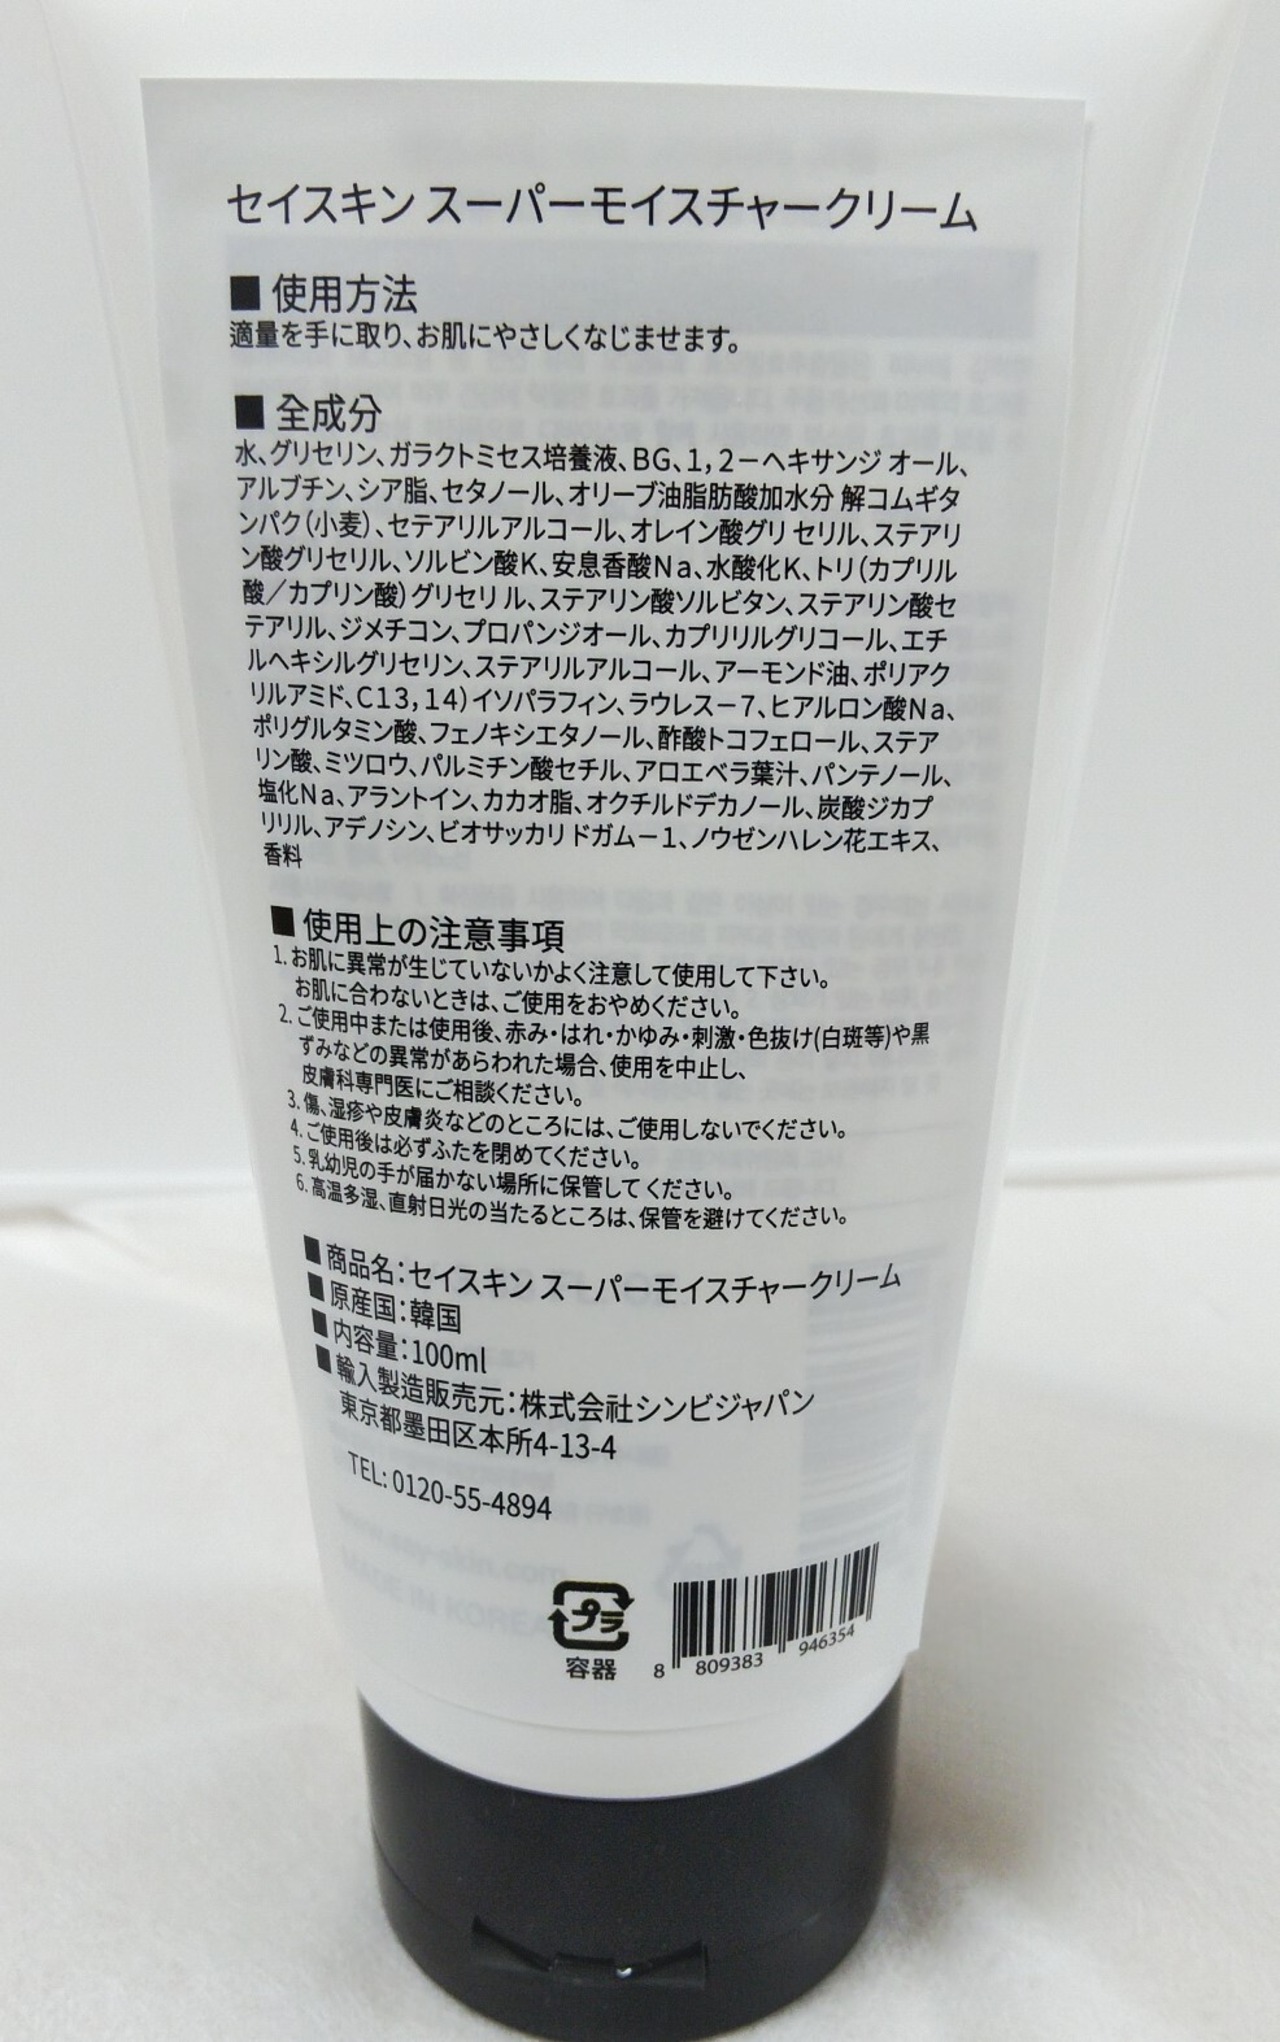 セイスキン スーパーモイスチャークリーム
■ 使用方法
適量を手に取り、お肌にやさしくなじませます。
■ 全成分
水、グリセリン、ガラクトミセス培養液、BG、1,2－ヘキサンジ オール、
アルブチン、シア脂、セタノール、オリーブ油脂肪酸加水分 解コムギタ
ンパク(小麦)、セテアリルアルコール、オレイン酸グリ セリル、ステアリ
ン酸グリセリル、ソルビン酸K、安息香酸Na、水酸化K、トリ(カプリル
酸／カプリン酸)グリセリ ル、ステアリン酸ソルビタン、ステアリン酸セ
テアリル、ジメチコン、プロパンジオール、カプリリルグリコール、エチ
ルヘキシルグリセリン、ステアリルアルコール、アーモンド油、ポリアク
リルアミド、C13,14)イソパラフィン、ラウレス－7、ヒアルロン酸Na、
ポリグルタミン酸、フェノキシエタノール、酢酸トコフェロール、ステア
リン酸、ミツロウ、パルミチン酸セチル、アロエベラ葉汁、パンテノール、
塩化Na、アラントイン、カカオ脂、オクチルドデカノール、炭酸ジカプ
リリル、アデノシン、ビオサッカリドガム－1、ノウゼンハレン花エキス、
香料
■ 使用上の注意事項
1. お肌に異常が生じていないかよく注意して使用して下さい。
お肌に合わないときは、ご使用をおやめください。
2. ご使用中または使用後、赤み・はれ・かゆみ・刺激・色抜け(白斑等)や黒
ずみなどの異常があらわれた場合、使用を中止し、
皮膚科専門医にご相談ください。
3. 傷、湿疹や皮膚炎などのところには、ご使用しないでください。
4. ご使用後は必ずふたを閉めてください。
5. 乳幼児の手が届かない場所に保管してください。
6. 高温多湿、直射日光の当たるところは、保管を避けてください。
■ 商品名：セイスキン スーパーモイスチャークリーム
■ 原産国：韓国
■ 内容量：100ml
■ 輸入製造販売元：株式会社シンビジャパン
東京都墨田区本所4-13-4
TEL: 0120-55-4894
www.say-skin.com
MADE IN KOREA
プラ
容器
8 809383 946354